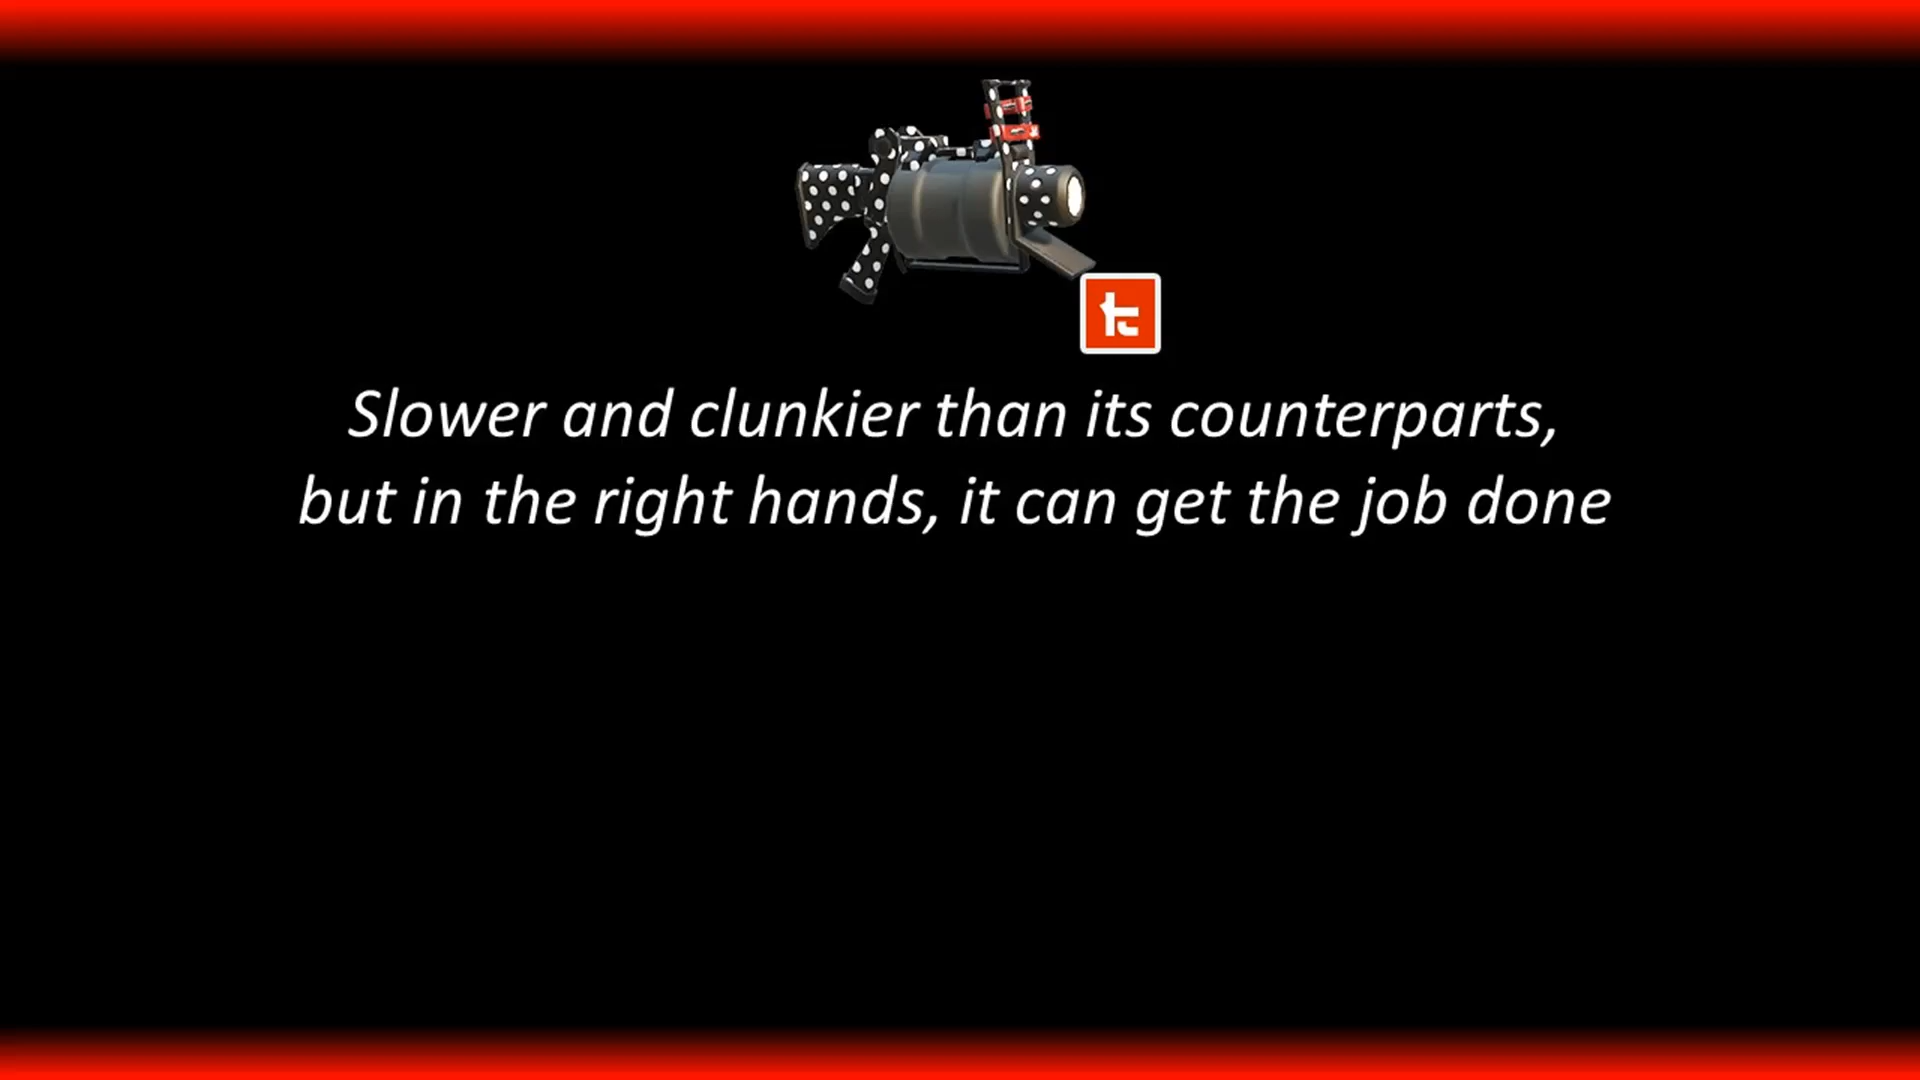 Slower and clunkier than its counterparts,
but in the right hands, it can get the job done